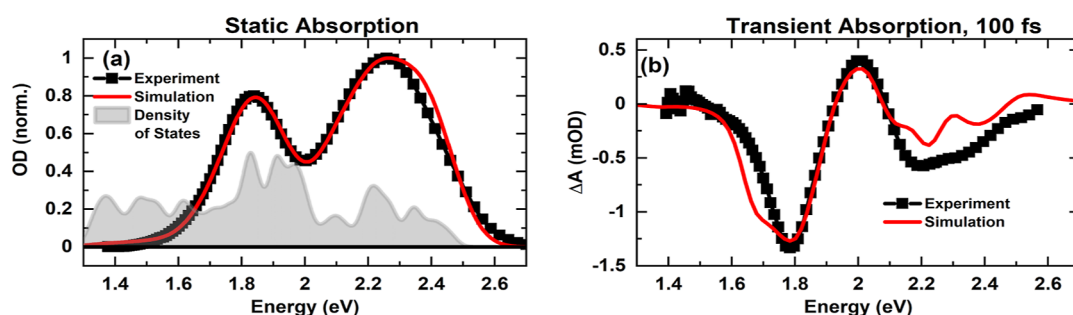 Static Absorption
(a)
Experiment
Simulation
Density
of States
OD (norm.)
1
0.8
0.6
0.4
0.2
0
1.4 1.6 1.8 2.0 2.2 2.4 2.6
Energy (eV)
Transient Absorption, 100 fs
(b)
Experiment
Simulation
ΔA (mOD)
0.5
0
-0.5
-1
-1.5
1.4 1.6 1.8 2.0 2.2 2.4 2.6
Energy (eV)